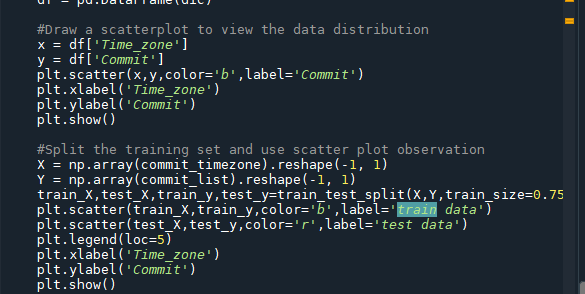 df = pd.DataFrame(dic)
#Draw a scatterplot to view the data distribution
x = df['Time_zone']
y = df['Commit']
plt.scatter(x,y,color='b',label='Commit')
plt.xlabel('Time_zone')
plt.ylabel('Commit')
plt.show()
#Split the training set and use scatter plot observation
X = np.array(commit_timezone).reshape(-1, 1)
Y = np.array(commit_list).reshape(-1, 1)
train_X,test_X,train_y,test_y=train_test_split(X,Y,train_size=0.75
plt.scatter(train_X,train_y,color='b',label='train data')
plt.scatter(test_X,test_y,color='r',label='test data')
plt.legend(loc=5)
plt.xlabel('Time_zone')
plt.ylabel('Commit')
plt.show()